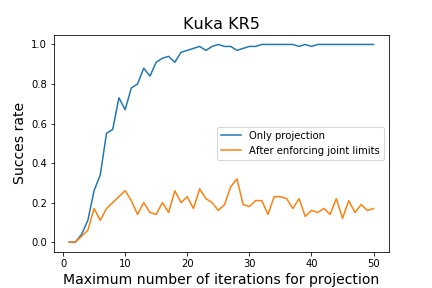 Kuka KR5
Succes rate
1.0
0.8
0.6
0.4
0.2
0.0
Only projection
After enforcing joint limits
0 10 20 30 40 50
Maximum number of iterations for projection